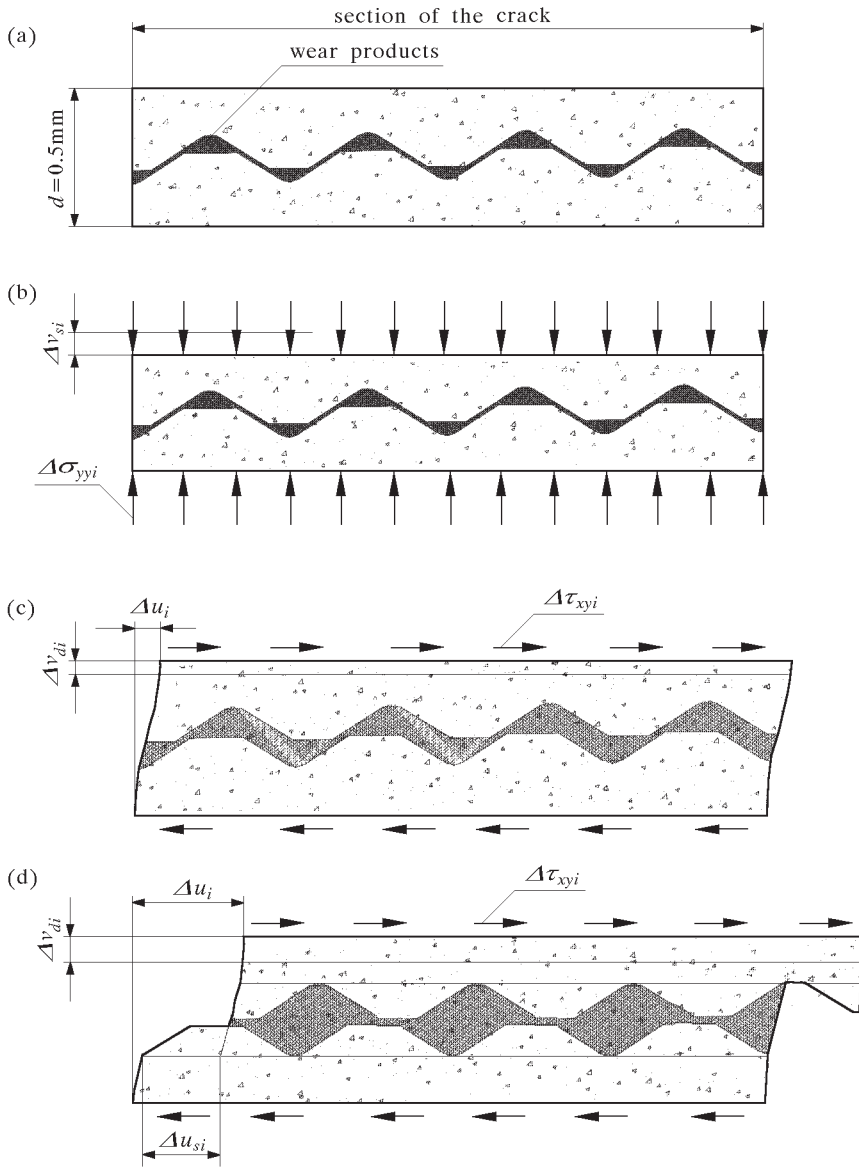 (a)
section of the crack
wear products
d = 0.5mm
(b)
Δv_si
Δσ_yyi
(c)
Δu_i
Δτ_xyi
Δv_di
(d)
Δu_i
Δτ_xyi
Δv_di
Δu_si